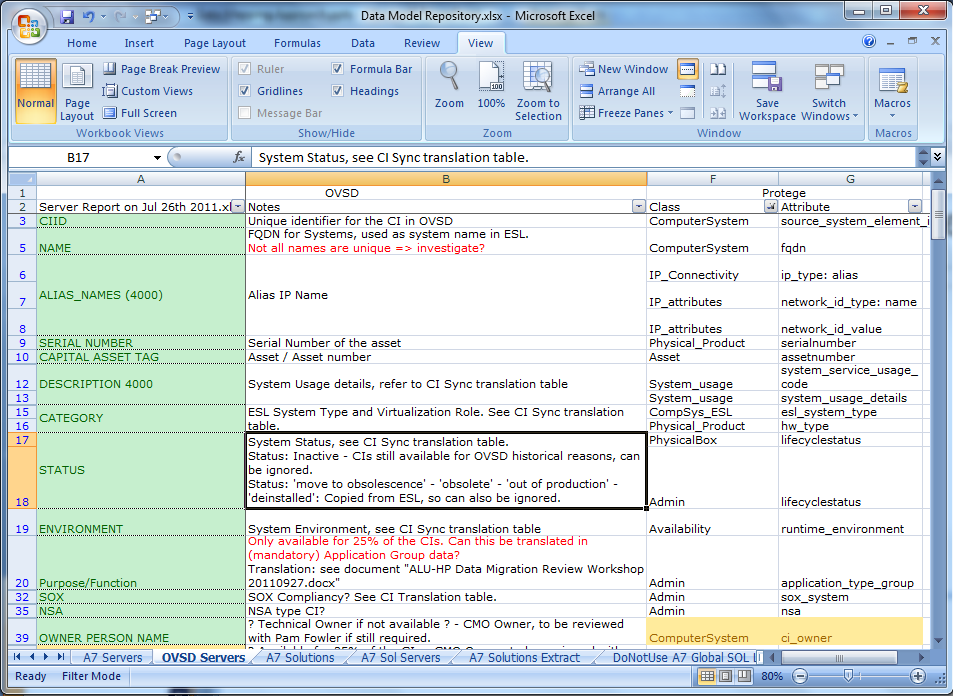 Data Model Repository.xlsx - Microsoft Excel
Home Insert Page Layout Formulas Data Review View
Page Break Preview
Custom Views
Full Screen
Normal
Page Layout
Workbook Views
Ruler
Formula Bar
Gridlines
Headings
Message Bar
Show/Hide
Zoom
100%
Zoom to Selection
Zoom
New Window
Arrange All
Freeze Panes
Save Workspace
Switch Windows
Window
Macros
Macros
B17 fx System Status, see CI Sync translation table.
A B F G
1 OVSD Protege
2 Server Report on Jul 26th 2011.xl Notes Class Attribute
3 CIID Unique identifier for the CI in OVSD ComputerSystem source_system_element_i
FQDN for Systems, used as system name in ESL.
5 NAME Not all names are unique => investigate? ComputerSystem fqdn
6 IP_Connectivity ip_type: alias
ALIAS_NAMES (4000) Alias IP Name
7 IP_attributes network_id_type: name
8 IP_attributes network_id_value
9 SERIAL NUMBER Serial Number of the asset Physical_Product serialnumber
10 CAPITAL ASSET TAG Asset / Asset number Asset assetnumber
system_service_usage_
12 DESCRIPTION 4000 System Usage details, refer to CI Sync translation table System_usage code
13 System_usage system_usage_details
15 CATEGORY ESL System Type and Virtualization Role. See CI Sync translation CompSys_ESL esl_system_type
16 table. Physical_Product hw_type
17 System Status, see CI Sync translation table. PhysicalBox lifecyclestatus
Status: Inactive - CIs still available for OVSD historical reasons, can
STATUS be ignored.
Status: 'move to obsolescence' - 'obsolete' - 'out of production' -
18 'deinstalled': Copied from ESL, so can also be ignored. Admin lifecyclestatus
19 ENVIRONMENT System Environment, see CI Sync translation table Availability runtime_environment
Only available for 25% of the CIs. Can this be translated in
(mandatory) Application Group data?
Translation: see document "ALU-HP Data Migration Review Workshop
20 Purpose/Function 20110927.docx" Admin application_type_group
32 SOX SOX Compliancy? See CI Translation table. Admin sox_system
35 NSA NSA type CI? Admin nsa
? Technical Owner if not available ? - CMO Owner, to be reviewed
39 OWNER PERSON NAME with Pam Fowler if still required. ComputerSystem ci_owner
A7 Servers OVSD Servers A7 Solutions A7 Sol Servers A7 Solutions Extract DoNotUse A7 Global SOL L
Ready Filter Mode 80%